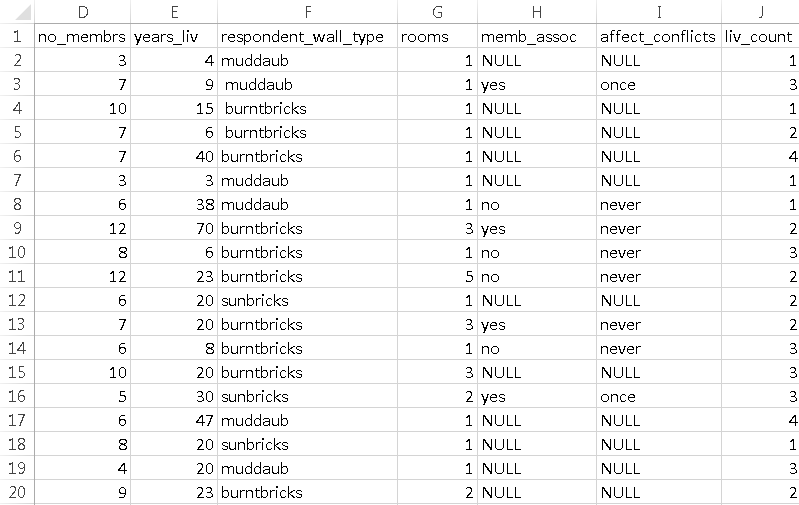 D E F G H I J
1 no_membrs years_liv respondent_wall_type rooms memb_assoc affect_conflicts liv_count
2 3 4 muddaub 1 NULL NULL 1
3 7 9 muddaub 1 yes once 3
4 10 15 burntbricks 1 NULL NULL 1
5 7 6 burntbricks 1 NULL NULL 2
6 7 40 burntbricks 1 NULL NULL 4
7 3 3 muddaub 1 NULL NULL 1
8 6 38 muddaub 1 no never 1
9 12 70 burntbricks 3 yes never 2
10 8 6 burntbricks 1 no never 3
11 12 23 burntbricks 5 no never 2
12 6 20 sunbricks 1 NULL NULL 2
13 7 20 burntbricks 3 yes never 2
14 6 8 burntbricks 1 no never 3
15 10 20 burntbricks 3 NULL NULL 3
16 5 30 sunbricks 2 yes once 3
17 6 47 muddaub 1 NULL NULL 4
18 8 20 sunbricks 1 NULL NULL 1
19 4 20 muddaub 1 NULL NULL 3
20 9 23 burntbricks 2 NULL NULL 2